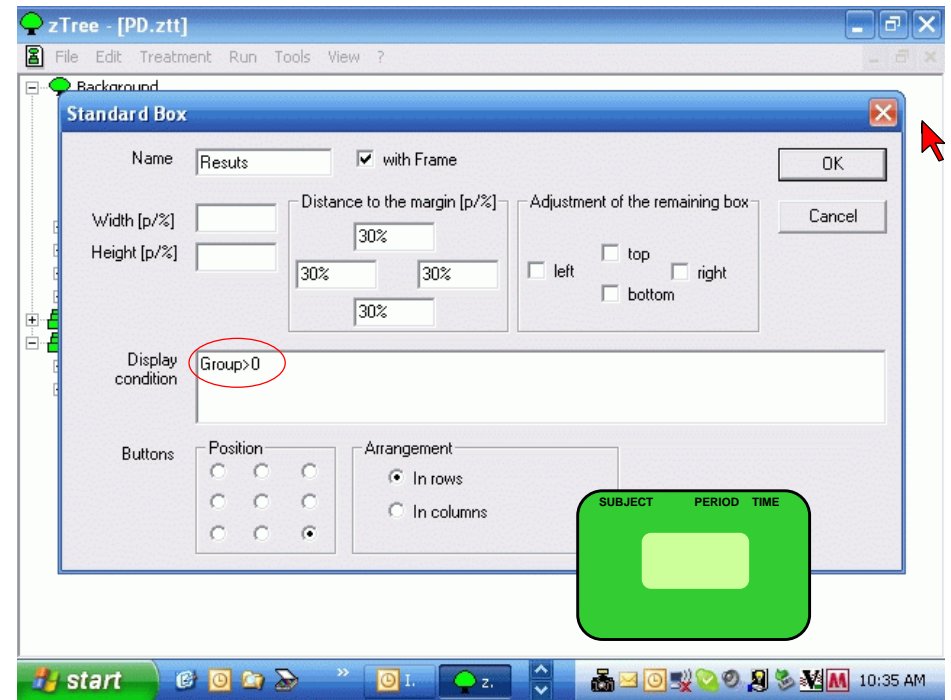 zTree - [PD.ztt]
File Edit Treatment Run Tools View ?
Background
Standard Box
Name Resuts with Frame OK
Width [p/%] Distance to the margin [p/%] Adjustment of the remaining box Cancel
30%
Height [p/%] top
30% 30% left right
bottom
30%
Display condition Group>0
Buttons Position Arrangement
In rows
In columns
SUBJECT PERIOD TIME
start I. z. 10:35 AM